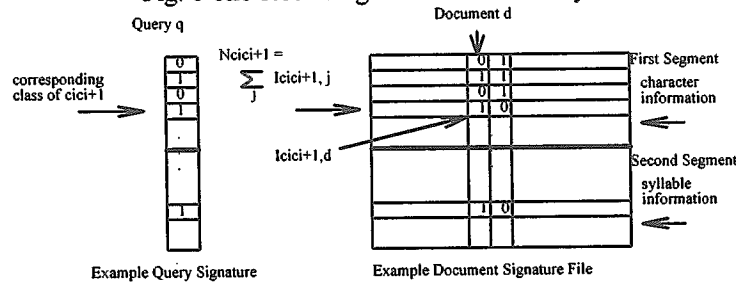 Document d
Query q
Ncici+1 =
∑ Icici+1, j
j
corresponding
class of cici+1
0
1
0
1
.
.
1
Icici+1,d
0 1
1 1
0 1
1 0
1 0
First Segment
character
information
Second Segment
syllable
information
Example Query Signature
Example Document Signature File